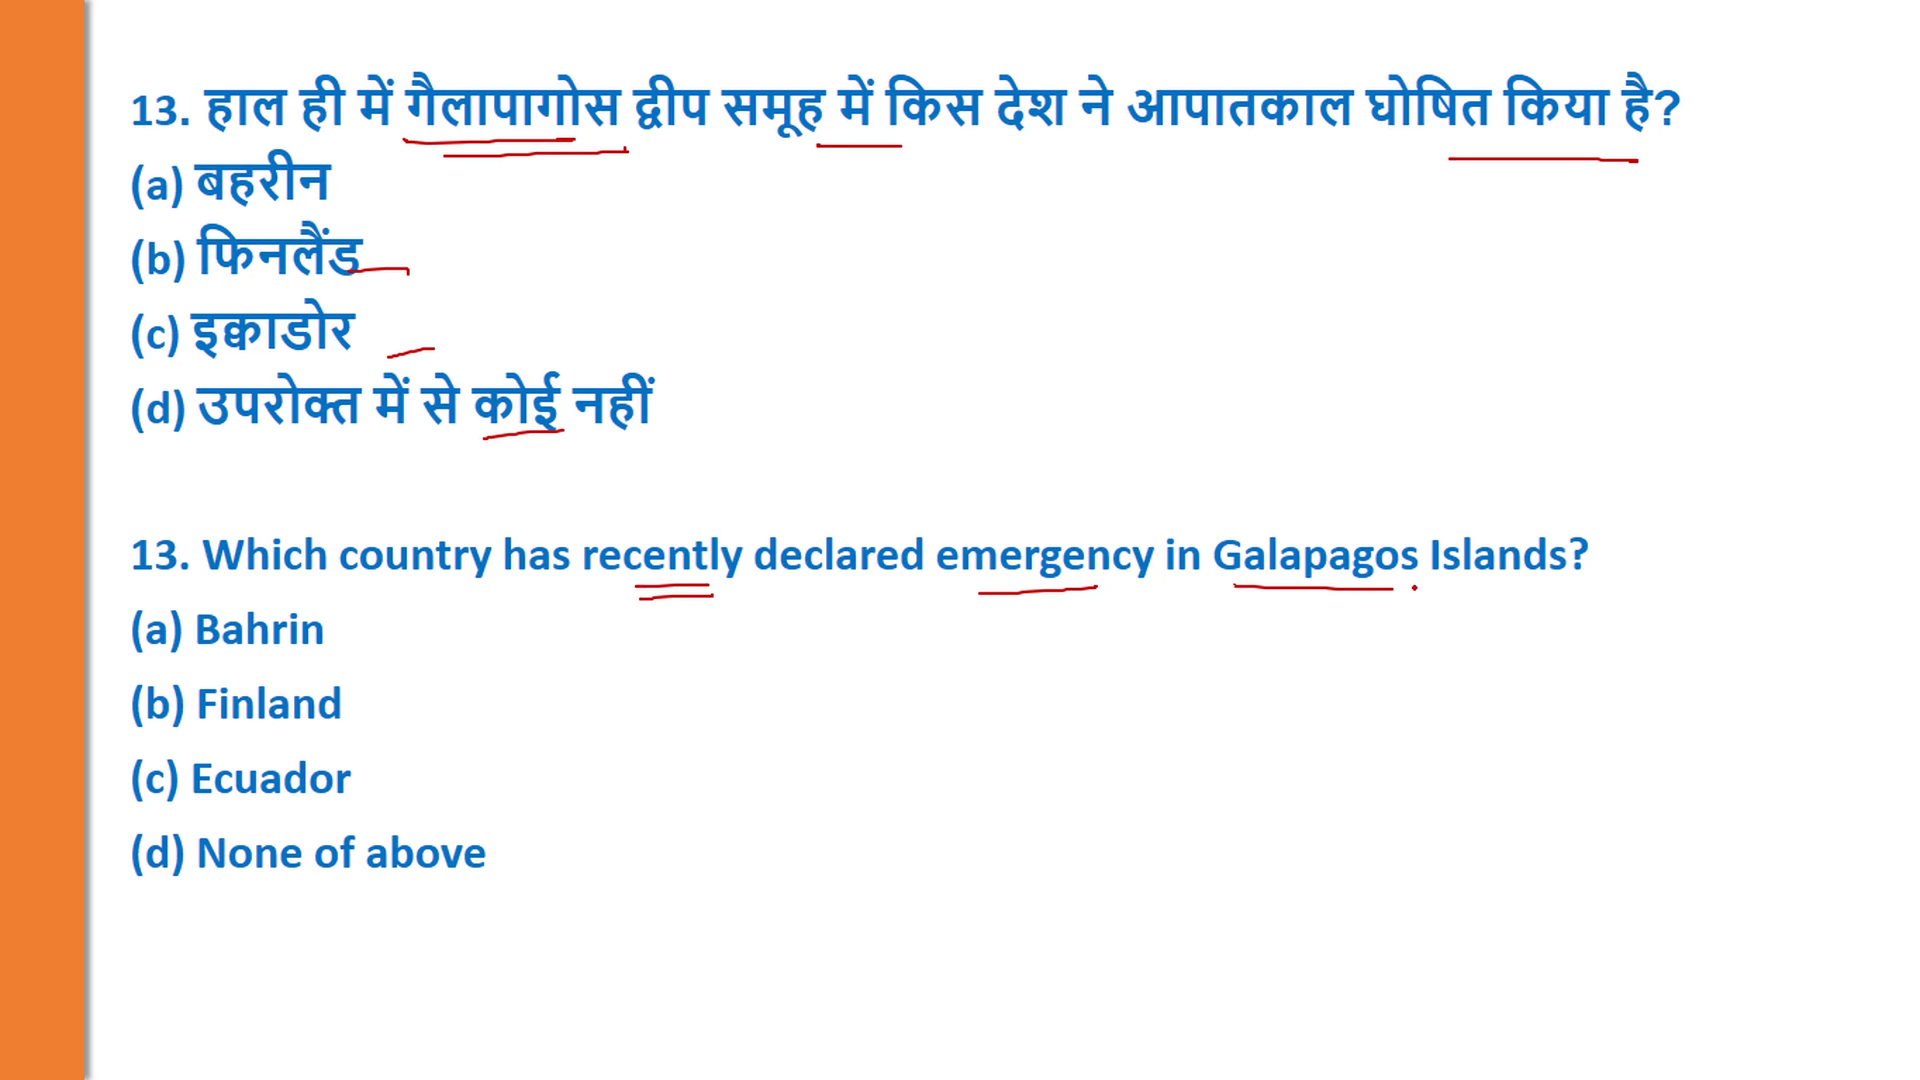 13. हाल ही में गैलापागोस द्वीप समूह में किस देश ने आपातकाल घोषित किया है?
(a) बहरीन
(b) फिनलैंड
(c) इक्वाडोर
(d) उपरोक्त में से कोई नहीं
13. Which country has recently declared emergency in Galapagos Islands?
(a) Bahrin
(b) Finland
(c) Ecuador
(d) None of above